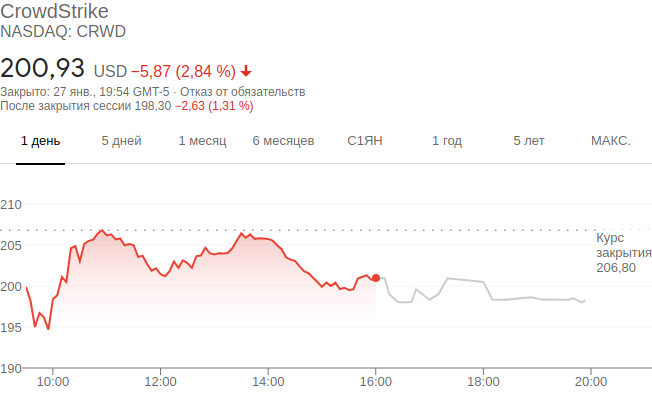 CrowdStrike
NASDAQ: CRWD
200,93 USD −5,87 (2,84 %)
Закрыто: 27 янв., 19:54 GMT-5 · Отказ от обязательств
После закрытия сессии 198,30 −2,63 (1,31 %)
1 день 5 дней 1 месяц 6 месяцев С1ЯН 1 год 5 лет МАКС.
210
205
200
195
190
Курс
закрытия
206,80
10:00 12:00 14:00 16:00 18:00 20:00